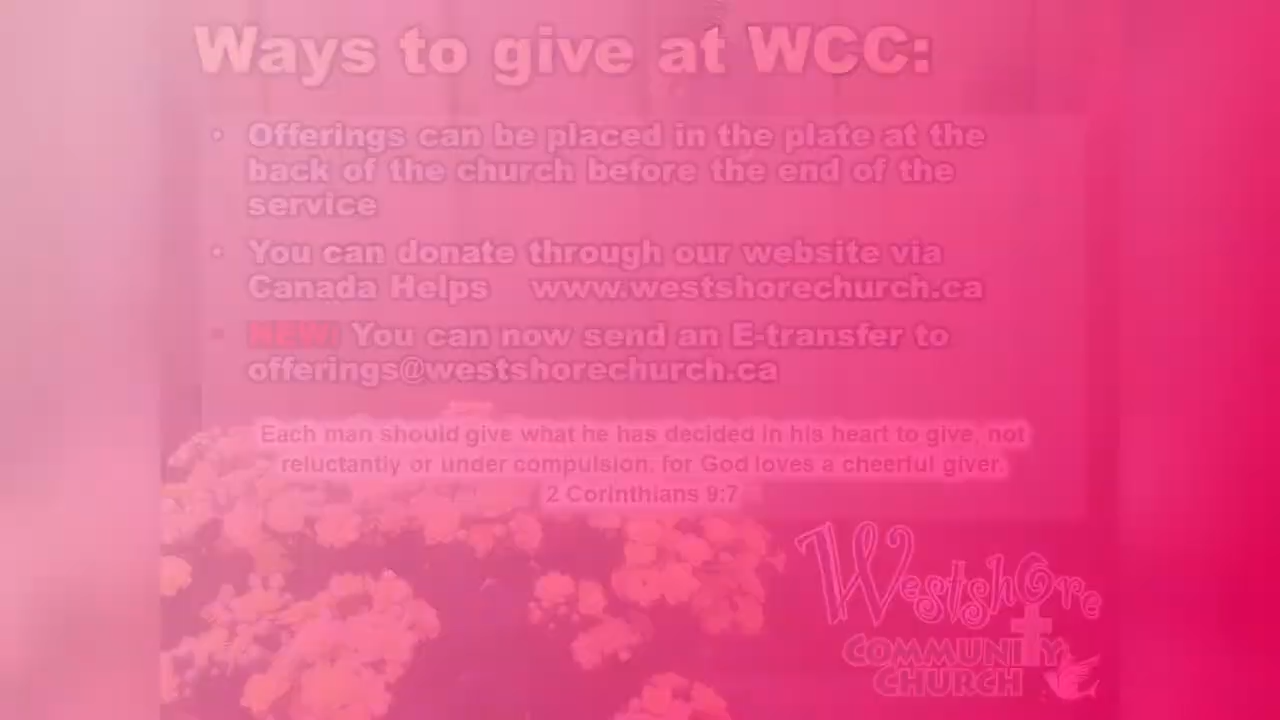 Ways to give at WCC:
• Offerings can be placed in the plate at the
back of the church before the end of the
service
• You can donate through our website via
Canada Helps www.westshorechurch.ca
• NEW! You can now send an E-transfer to
offerings@westshorechurch.ca
Each man should give what he has decided in his heart to give, not
reluctantly or under compulsion, for God loves a cheerful giver.
2 Corinthians 9:7
Westshore
COMMUNITY
CHURCH